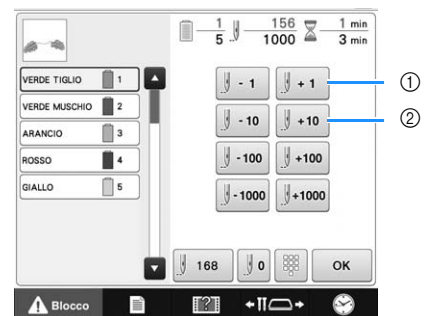 1 156 1 min
5 1000 3 min
VERDE TIGLIO 1
VERDE MUSCHIO 2
ARANCIO 3
ROSSO 4
GIALLO 5
- 1 + 1 ①
- 10 +10 ②
- 100 +100
- 1000 +1000
168 0 OK
Blocco ?